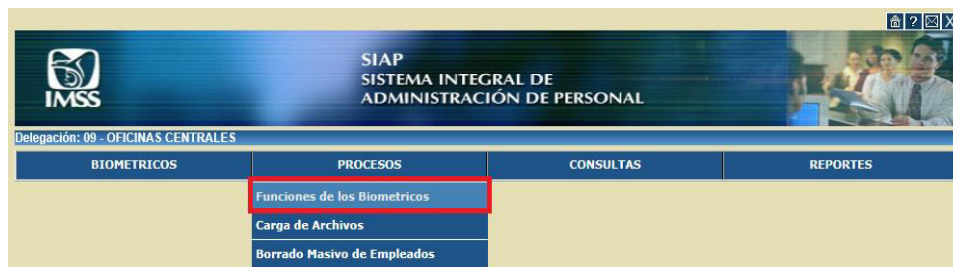 ? X
SIAP
SISTEMA INTEGRAL DE
ADMINISTRACIÓN DE PERSONAL
IMSS
Delegación: 09 - OFICINAS CENTRALES
BIOMETRICOS PROCESOS CONSULTAS REPORTES
Funciones de los Biometricos
Carga de Archivos
Borrado Masivo de Empleados